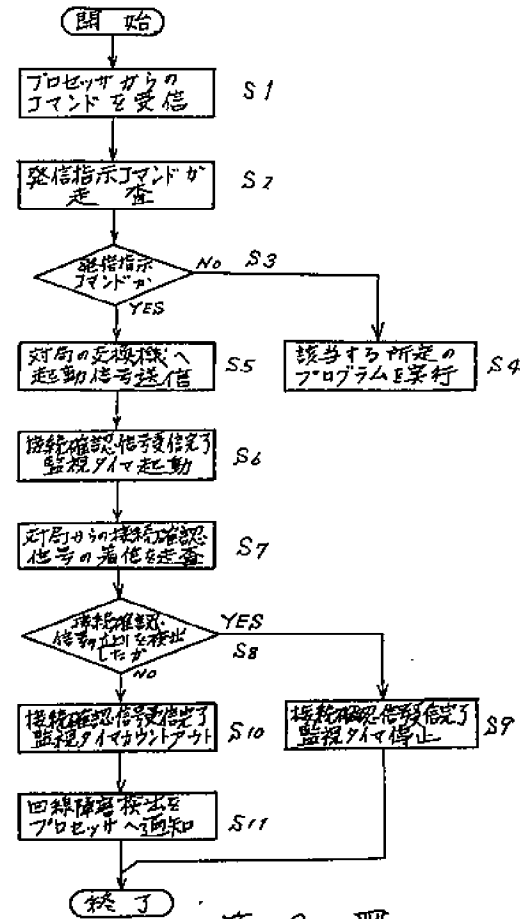 開始
プロセッサからの
コマンドを受信
S1
発信指示コマンドか
走査
S2
発信指示
コマンドか
NO
S3
YES
対局の交換機へ
起動信号送信
S5
該当する所定の
プログラムを実行
S4
接続確認信号受信完了
監視タイマ起動
S6
対局からの接続確認
信号の着信を走査
S7
接続確認
信号の立上りを検出
したか
YES
S8
NO
接続確認信号受信完了
監視タイマカウントアウト
S10
接続確認信号受信完了
監視タイマ停止
S9
回線障害検出を
プロセッサへ通知
S11
終了